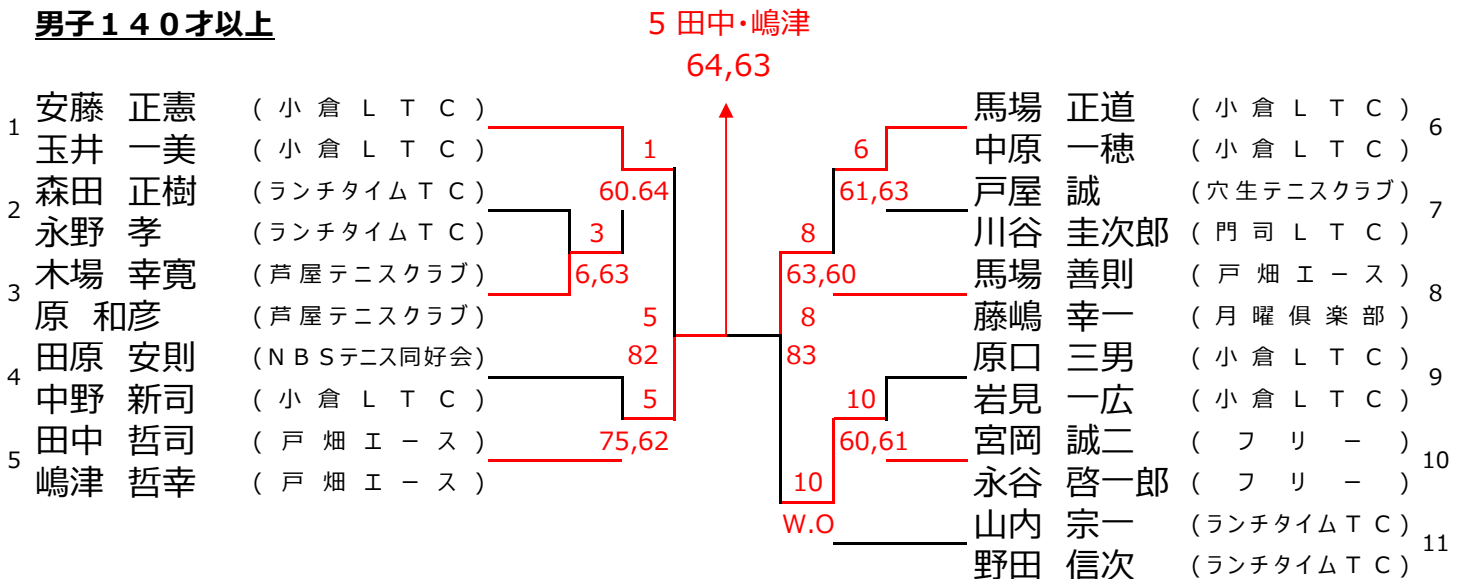 男子１４０才以上
5 田中・嶋津
64,63
1 安藤 正憲 (小倉ＬＴＣ)
玉井 一美 (小倉ＬＴＣ)
2 森田 正樹 (ランチタイムＴＣ)
永野 孝 (ランチタイムＴＣ)
3 木場 幸寛 (芦屋テニスクラブ)
原 和彦 (芦屋テニスクラブ)
4 田原 安則 (ＮＢＳテニス同好会)
中野 新司 (小倉ＬＴＣ)
5 田中 哲司 (戸畑エース)
嶋津 哲幸 (戸畑エース)
1
60.64
3
6,63
5
82
5
75,62
6
61,63
8
63,60
8
83
10
60,61
10
W.O
馬場 正道 (小倉ＬＴＣ) 6
中原 一穂 (小倉ＬＴＣ)
戸屋 誠 (穴生テニスクラブ) 7
川谷 圭次郎 (門司ＬＴＣ)
馬場 善則 (戸畑エース) 8
藤嶋 幸一 (月曜倶楽部)
原口 三男 (小倉ＬＴＣ) 9
岩見 一広 (小倉ＬＴＣ)
宮岡 誠二 (フリー) 10
永谷 啓一郎 (フリー)
山内 宗一 (ランチタイムＴＣ) 11
野田 信次 (ランチタイムＴＣ)